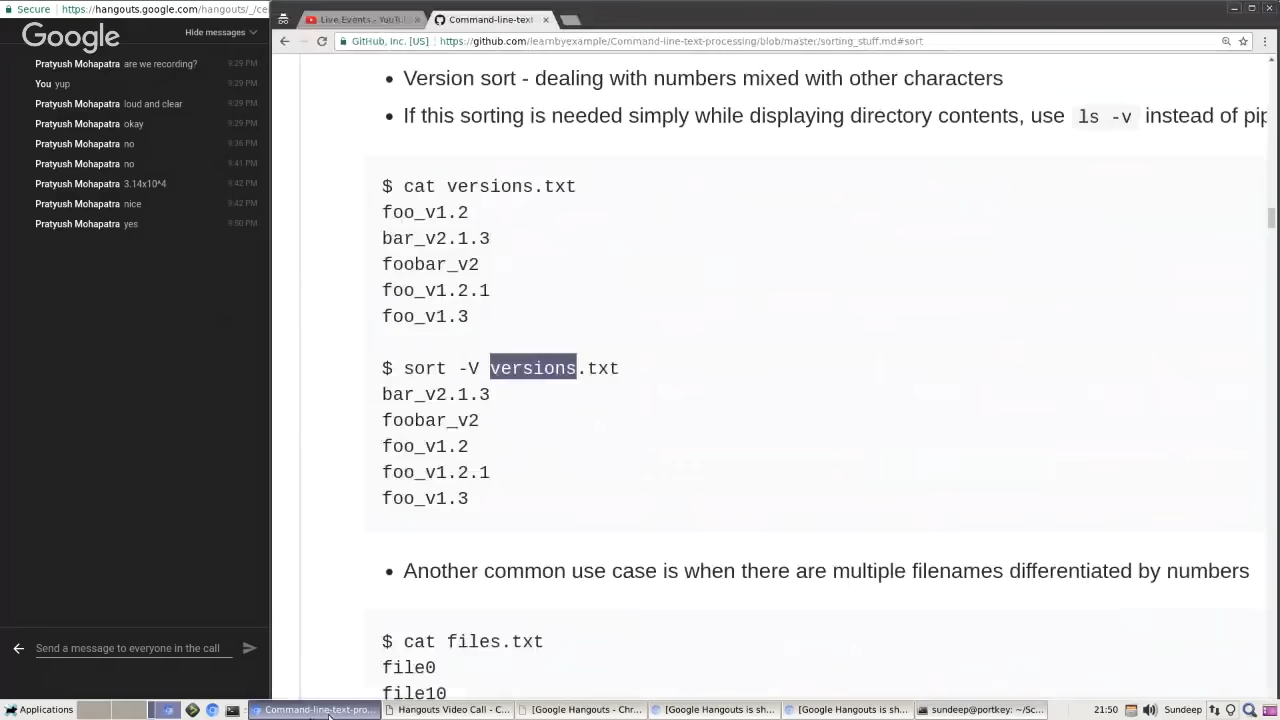 Secure https://hangouts.google.com/hangouts/_/ce
Google
Hide messages
Pratyush Mohapatra are we recording? 9:29 PM
You yup 9:29 PM
Pratyush Mohapatra loud and clear 9:29 PM
Pratyush Mohapatra okay 9:29 PM
Pratyush Mohapatra no 9:36 PM
Pratyush Mohapatra no 9:41 PM
Pratyush Mohapatra 3.14x10^4 9:42 PM
Pratyush Mohapatra nice 9:42 PM
Pratyush Mohapatra yes 9:50 PM
Send a message to everyone in the call
Live Events - YouTu
Command-line-text
GitHub, Inc. [US] https://github.com/learnbyexample/Command-line-text-processing/blob/master/sorting_stuff.md#sort
• Version sort - dealing with numbers mixed with other characters
• If this sorting is needed simply while displaying directory contents, use ls -v instead of pip
$ cat versions.txt
foo_v1.2
bar_v2.1.3
foobar_v2
foo_v1.2.1
foo_v1.3
$ sort -V versions.txt
bar_v2.1.3
foobar_v2
foo_v1.2
foo_v1.2.1
foo_v1.3
• Another common use case is when there are multiple filenames differentiated by numbers
$ cat files.txt
file0
file10
Applications
Command-line-text-pro...
Hangouts Video Call - C...
[Google Hangouts - Chr...
[Google Hangouts is sh...
[Google Hangouts is sh...
sundeep@portkey: ~/Sc...
21:50
Sundeep